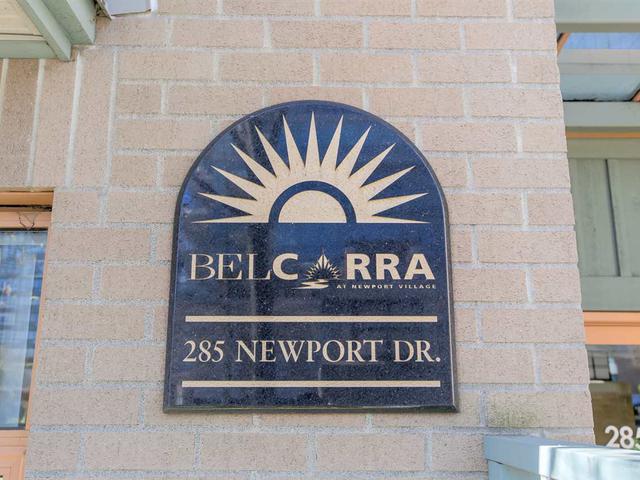 BELCARRA
AT NEWPORT VILLAGE
285 NEWPORT DR.
285